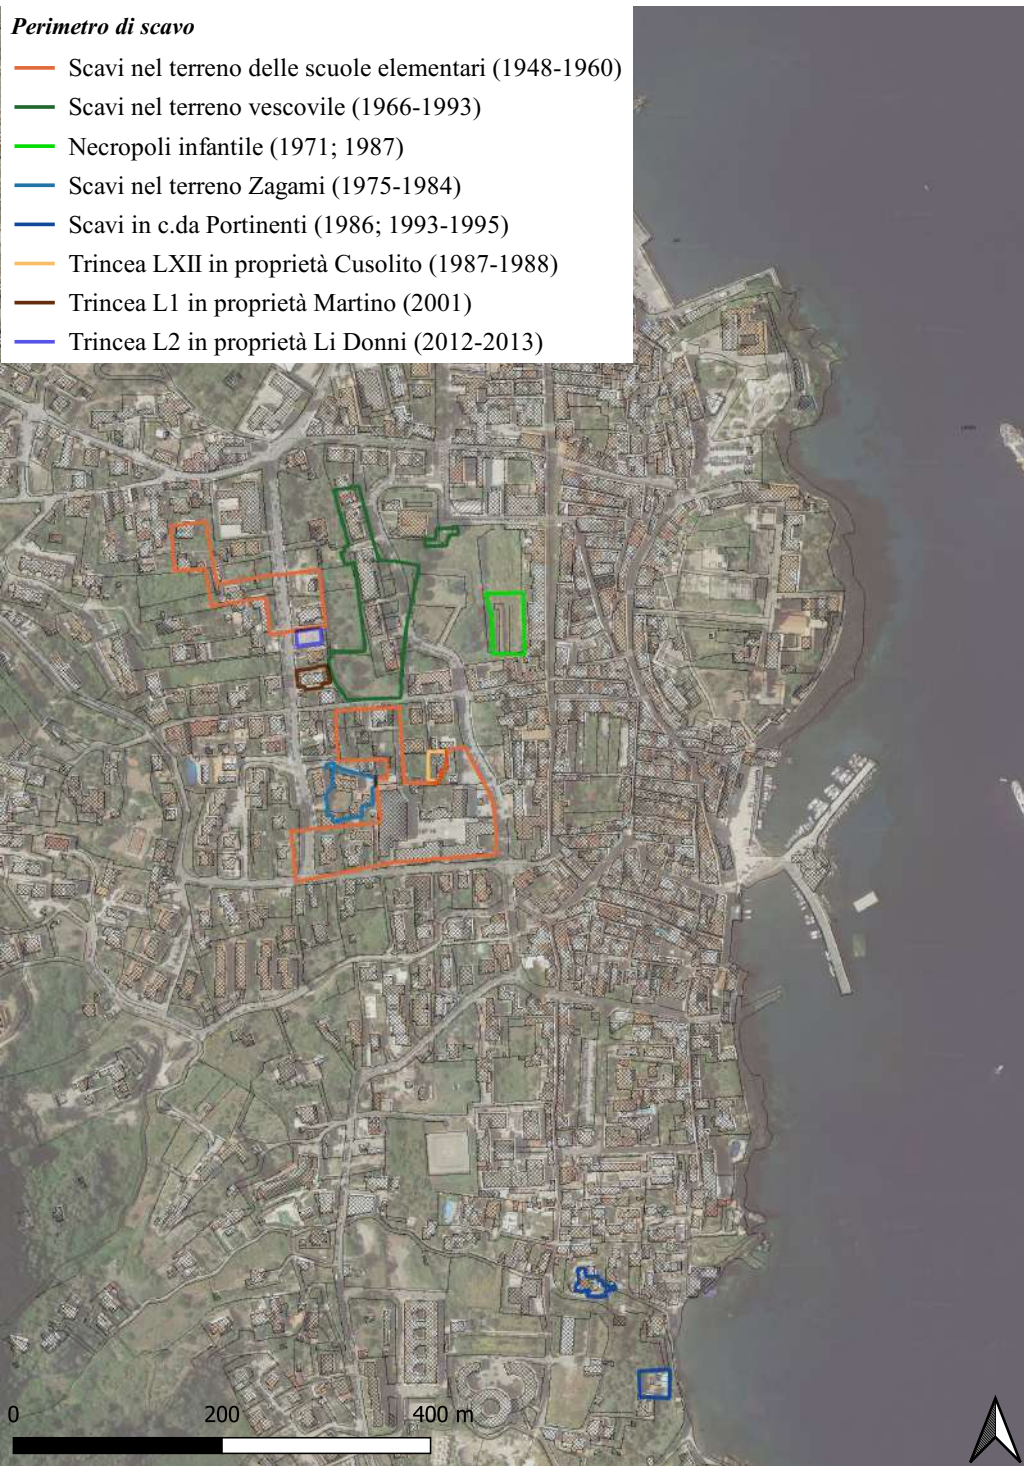 Perimetro di scavo
Scavi nel terreno delle scuole elementari (1948-1960)
Scavi nel terreno vescovile (1966-1993)
Necropoli infantile (1971; 1987)
Scavi nel terreno Zagami (1975-1984)
Scavi in c.da Portinenti (1986; 1993-1995)
Trincea LXII in proprietà Cusolito (1987-1988)
Trincea L1 in proprietà Martino (2001)
Trincea L2 in proprietà Li Donni (2012-2013)
0 200 400 m